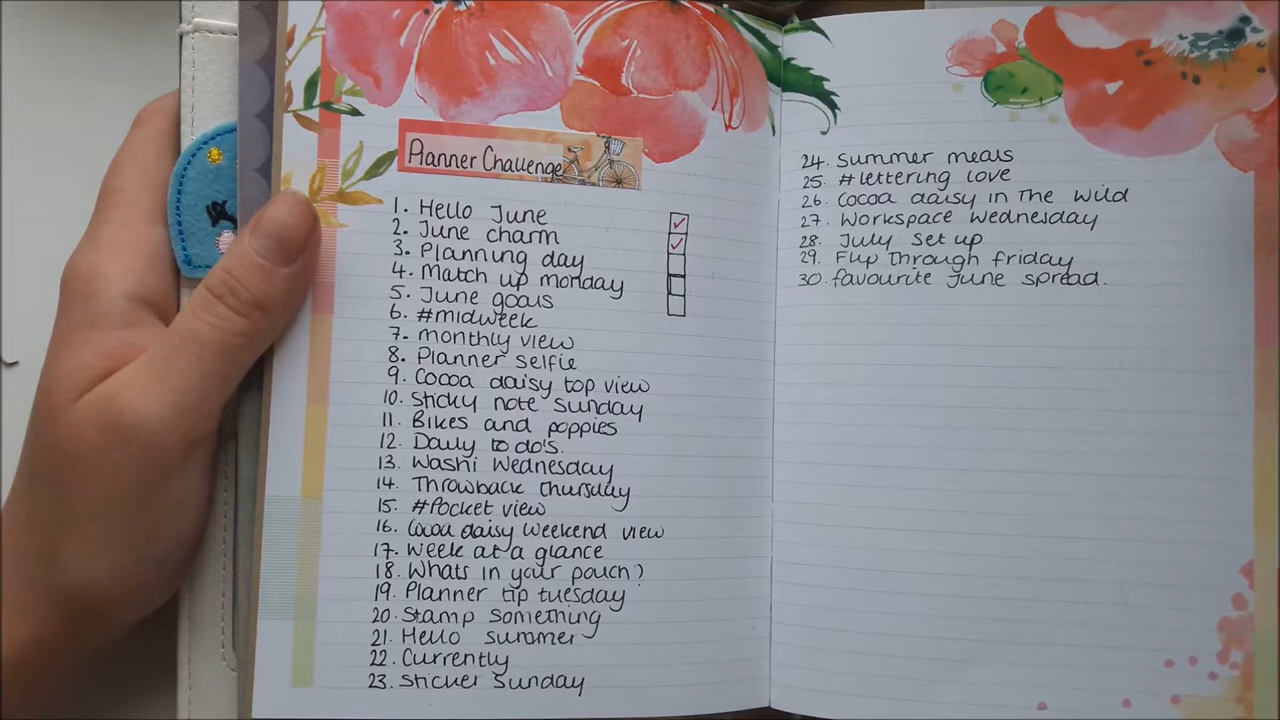 Planner Challenge
1. Hello June
2. June charm
3. Planning day
4. Match up monday
5. June goals
6. #midweek
7. monthly view
8. Planner selfie
9. Cocoa daisy top view
10. Sticky note Sunday
11. Bikes and poppies
12. Daily to do's.
13. Washi Wednesday
14. Throwback thursday
15. #Pocket view
16. Cocoa daisy weekend view
17. Week at a glance
18. Whats in your pouch?
19. Planner tip tuesday
20. Stamp something
21. Hello summer
22. Currently
23. Sticker Sunday
24. Summer meals
25. #lettering love
26. Cocoa daisy in The wild
27. Workspace Wednesday
28. July set up
29. Flip Through friday
30. favourite June spread.